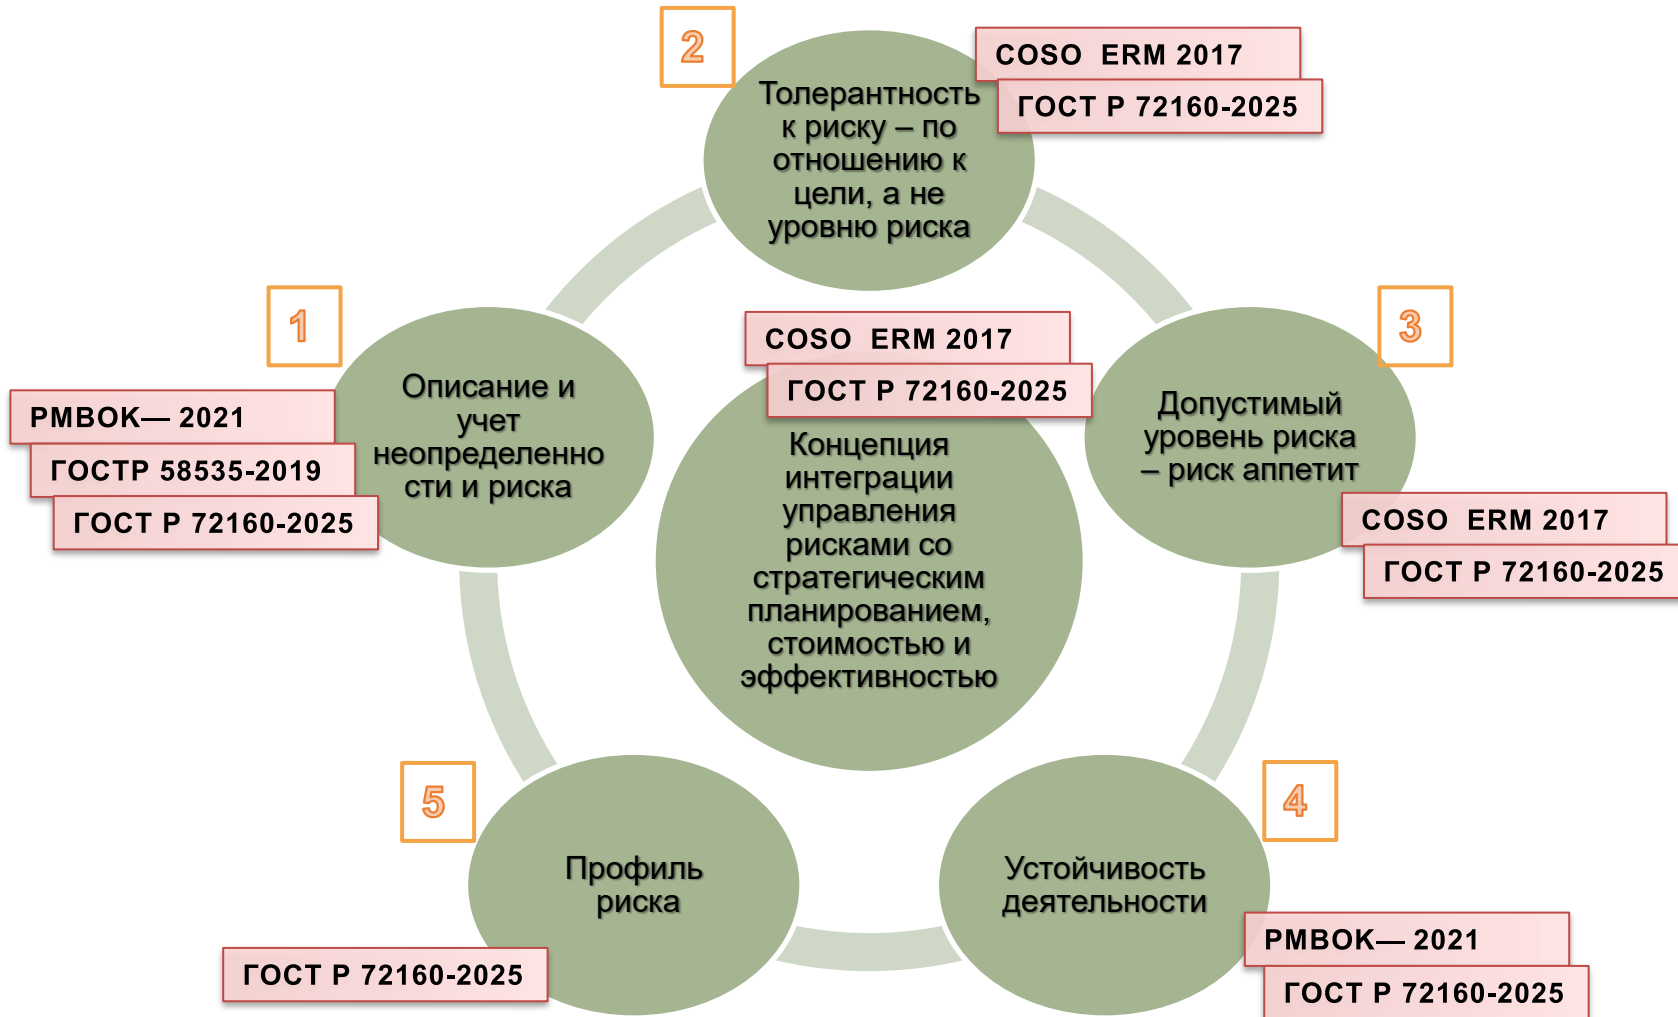 2
COSO ERM 2017
ГОСТ Р 72160-2025
Толерантность
к риску – по
отношению к
цели, а не
уровню риска
1
PMBOK— 2021
ГОСТР 58535-2019
ГОСТ Р 72160-2025
Описание и
учет
неопределенно
сти и риска
COSO ERM 2017
ГОСТ Р 72160-2025
Концепция
интеграции
управления
рисками со
стратегическим
планированием,
стоимостью и
эффективностью
3
Допустимый
уровень риска
– риск аппетит
COSO ERM 2017
ГОСТ Р 72160-2025
5
Профиль
риска
ГОСТ Р 72160-2025
4
Устойчивость
деятельности
PMBOK— 2021
ГОСТ Р 72160-2025